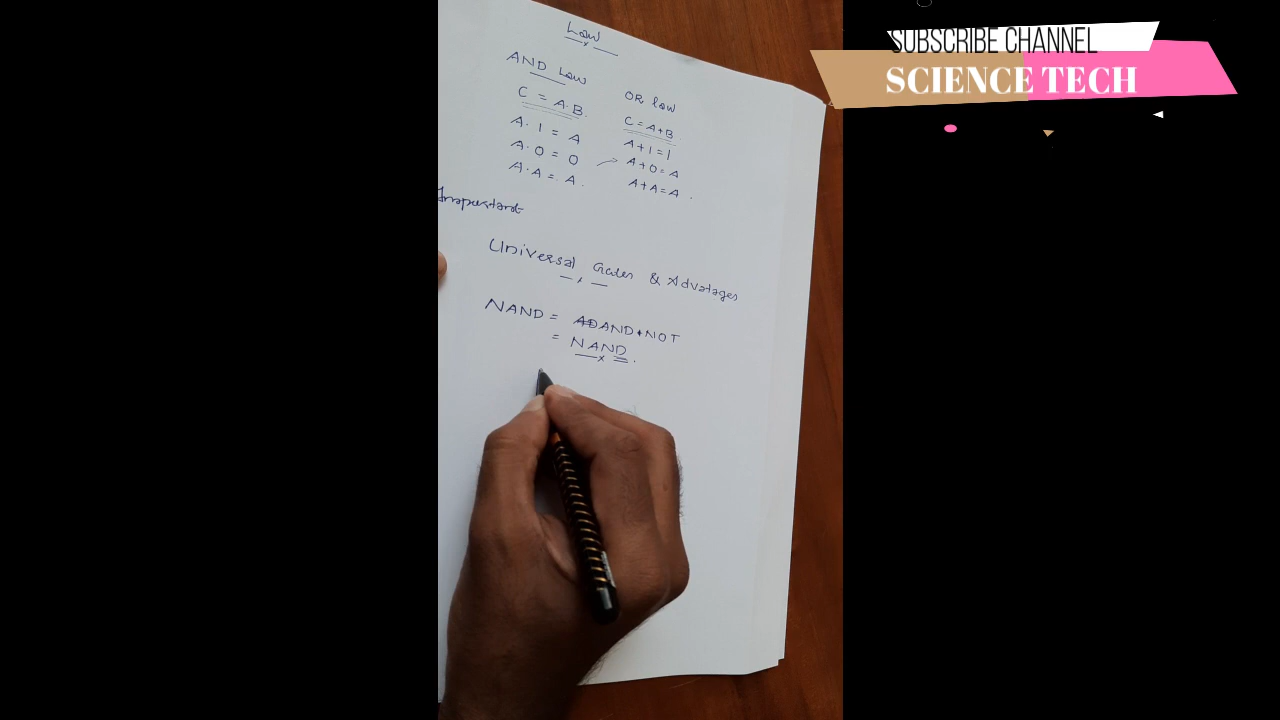 Law
AND Law
C = A.B
A. 1 = A
A. 0 = 0
A. A = A.
OR law
C = A+B
A+1=1
A+0=A
A+A=A.
Important
Universal Gates & Advatages
NAND = AD AND + NOT
= NAND.
SUBSCRIBE CHANNEL
SCIENCE TECH